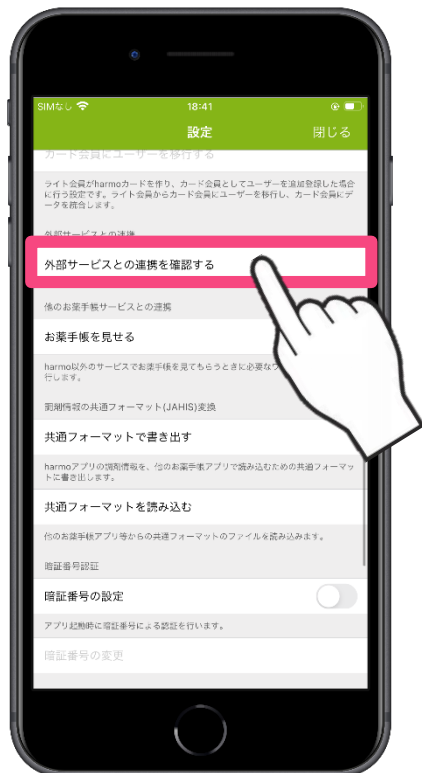 SIMなし 18:41
設定 閉じる
カード会員にユーザーを移行する
ライト会員がharmoカードを作り、カード会員としてユーザーを追加登録した場合
に行う設定です。ライト会員からカード会員にユーザーを移行し、カード会員にデ
ータを統合します。
外部サービスとの連携
外部サービスとの連携を確認する
他のお薬手帳サービスとの連携
お薬手帳を見せる
harmo以外のサービスでお薬手帳を見てもらうときに必要な
行します。
調剤情報の共通フォーマット(JAHIS)変換
共通フォーマットで書き出す
harmoアプリの調剤情報を、他のお薬手帳アプリで読み込むための共通フォーマッ
トに書き出します。
共通フォーマットを読み込む
他のお薬手帳アプリ等からの共通フォーマットのファイルを読み込みます。
暗証番号認証
暗証番号の設定
アプリ起動時に暗証番号による認証を行います。
暗証番号の変更